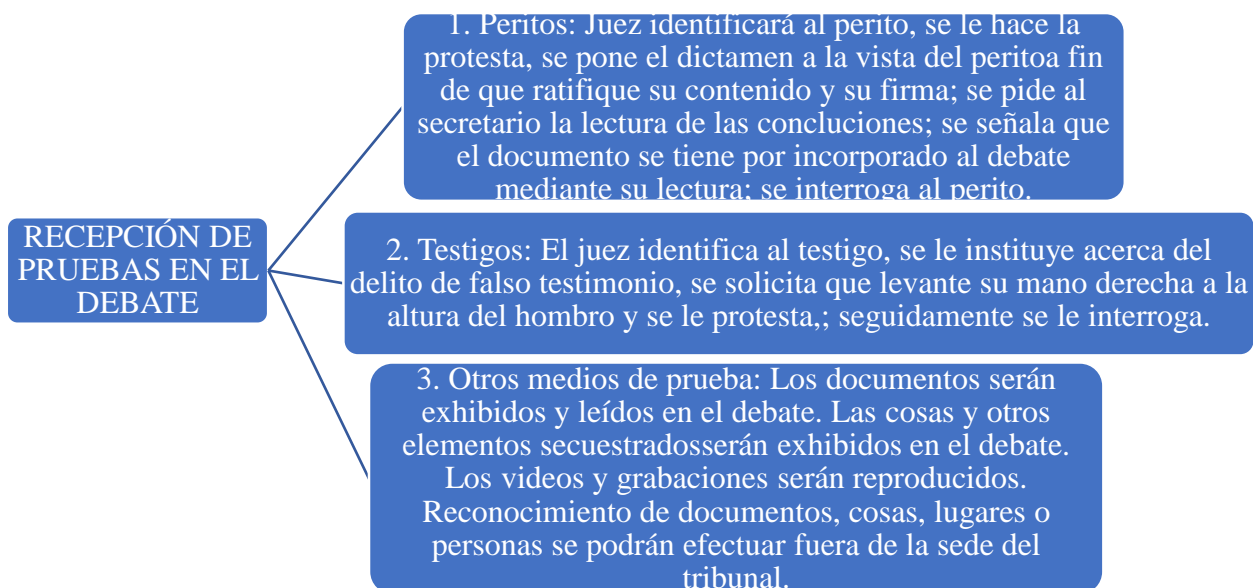 RECEPCIÓN DE
PRUEBAS EN EL
DEBATE
1. Peritos: Juez identificará al perito, se le hace la
protesta, se pone el dictamen a la vista del peritoa fin
de que ratifique su contenido y su firma; se pide al
secretario la lectura de las concluciones; se señala que
el documento se tiene por incorporado al debate
mediante su lectura; se interroga al perito.
2. Testigos: El juez identifica al testigo, se le instituye acerca del
delito de falso testimonio, se solicita que levante su mano derecha a la
altura del hombro y se le protesta,; seguidamente se le interroga.
3. Otros medios de prueba: Los documentos serán
exhibidos y leídos en el debate. Las cosas y otros
elementos secuestradosserán exhibidos en el debate.
Los videos y grabaciones serán reproducidos.
Reconocimiento de documentos, cosas, lugares o
personas se podrán efectuar fuera de la sede del
tribunal.